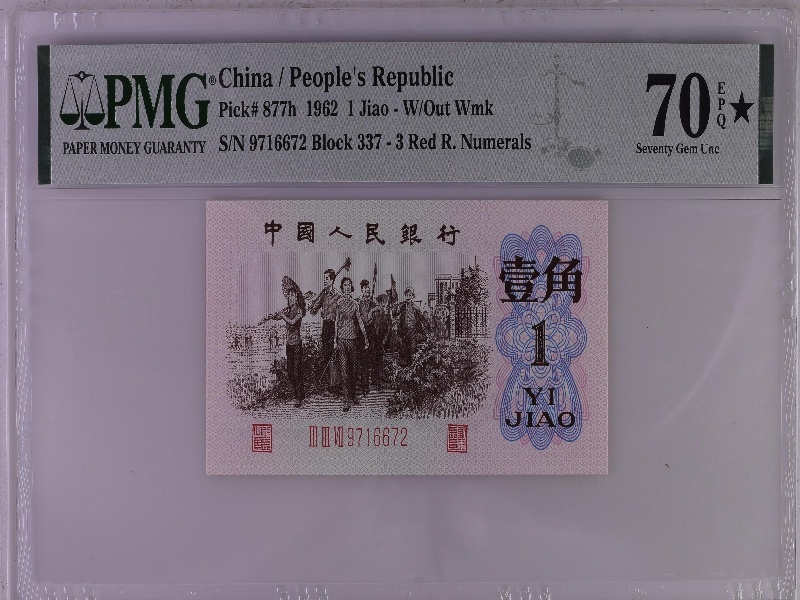 PMG®
PAPER MONEY GUARANTY
China / People's Republic
Pick# 877h 1962 1 Jiao - W/Out Wmk
S/N 9716672 Block 337 - 3 Red R. Numerals
70 EPQ ★
Seventy Gem Unc
中國人民銀行
壹角
1
YI
JIAO
III III VII 9716672